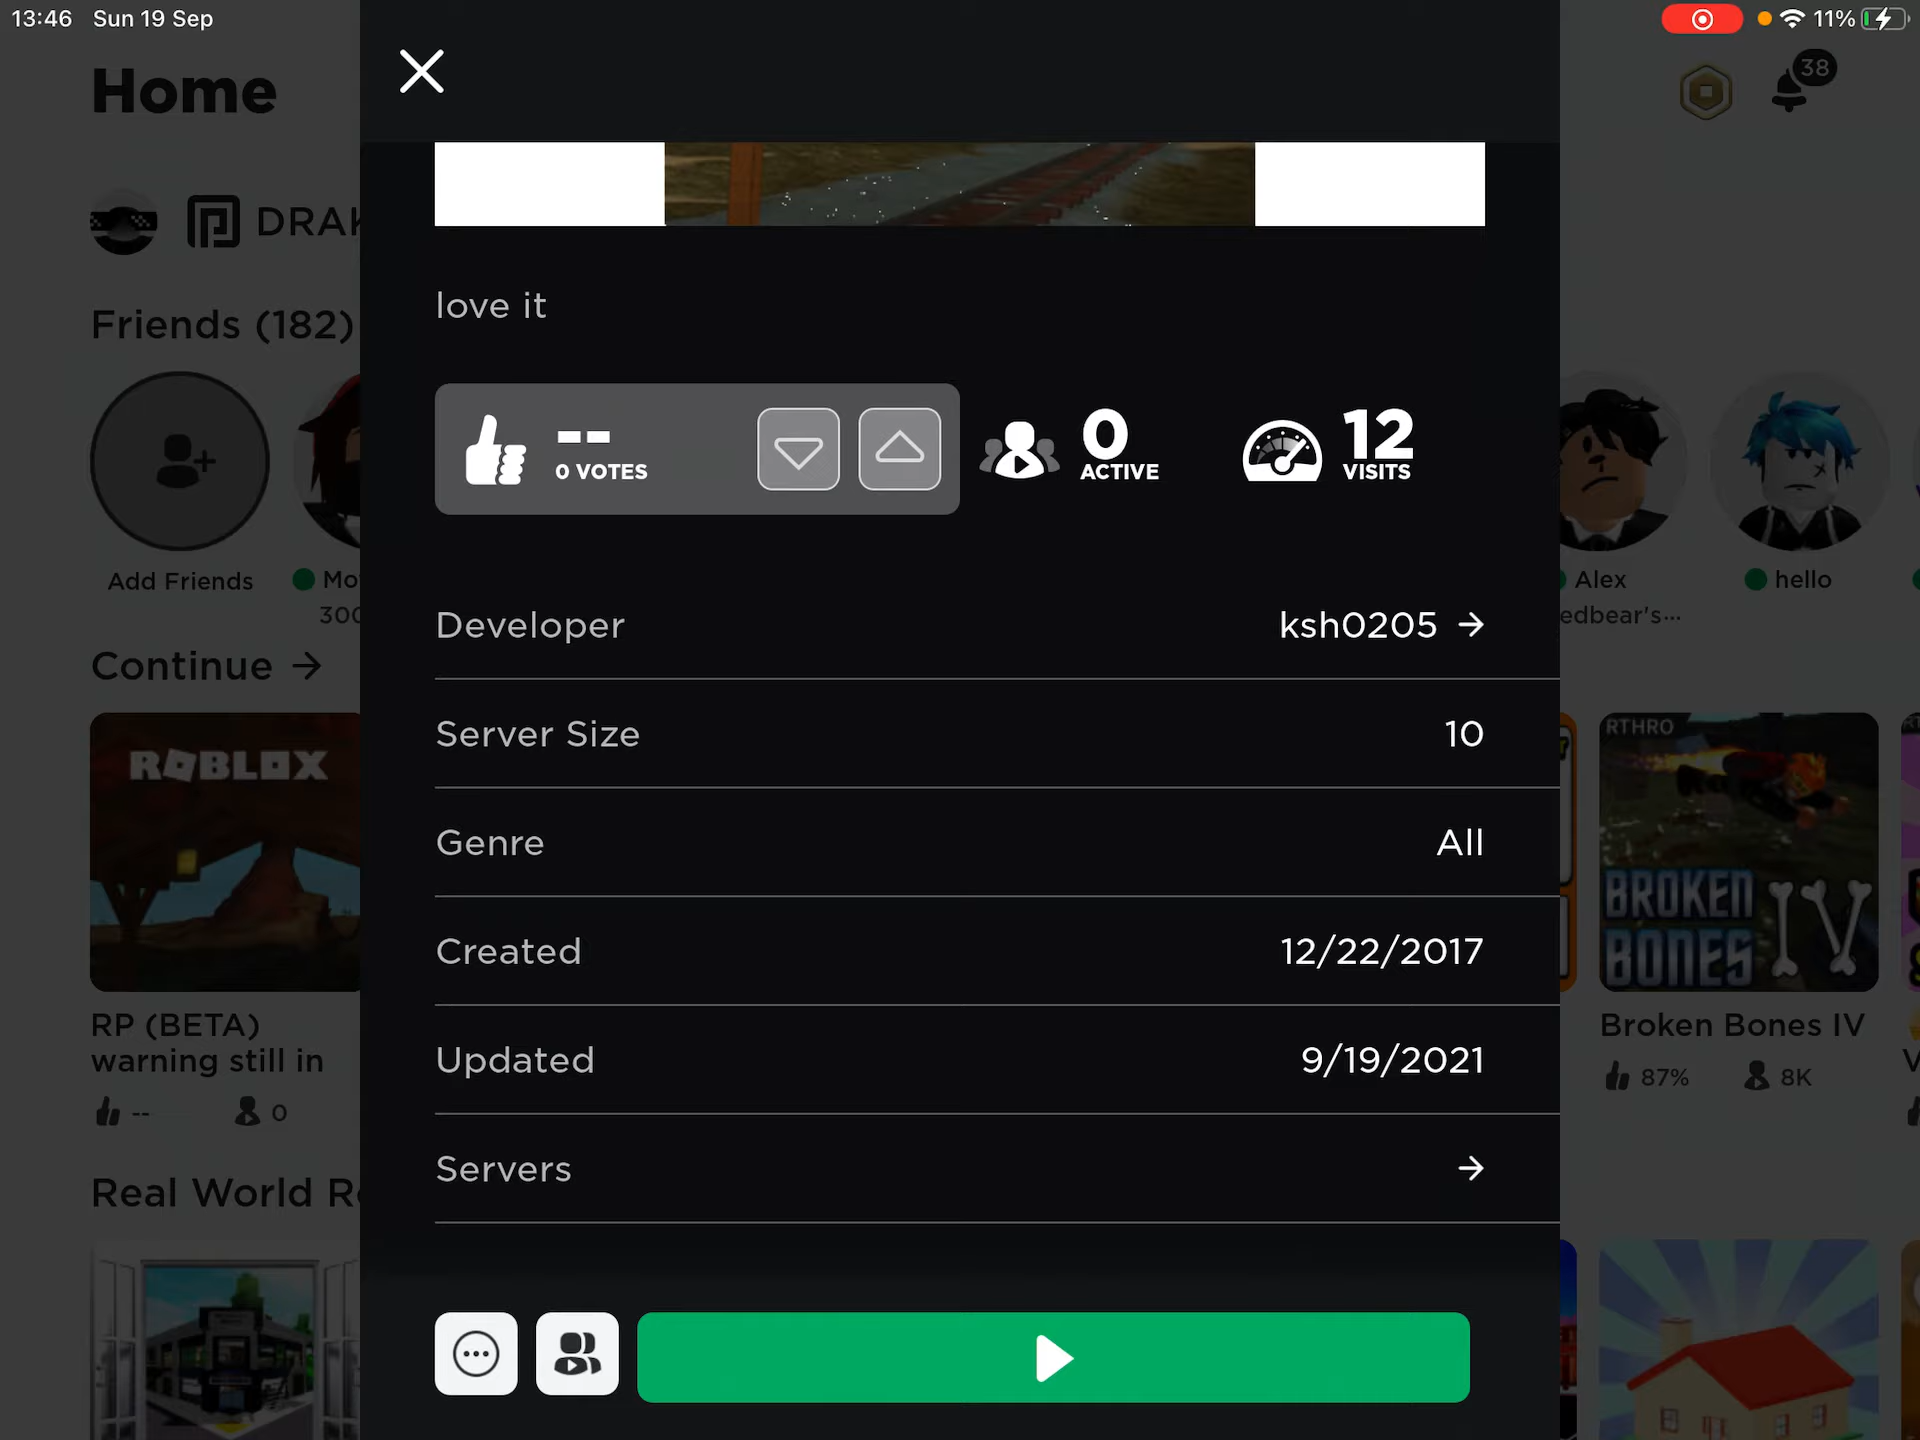 13:46 Sun 19 Sep
11%
Home
38
DRAK
Friends (182)
love it
--
0 VOTES
0
ACTIVE
12
VISITS
Add Friends
Mo
300
Alex
edbear's...
hello
Developer
ksh0205
Continue
Server Size
10
ROBLOX
RTHRO
BROKEN
BONES
IV
Genre
All
Created
12/22/2017
RP (BETA)
warning still in
--
0
Broken Bones IV
87%
8K
Updated
9/19/2021
Servers
Real World R